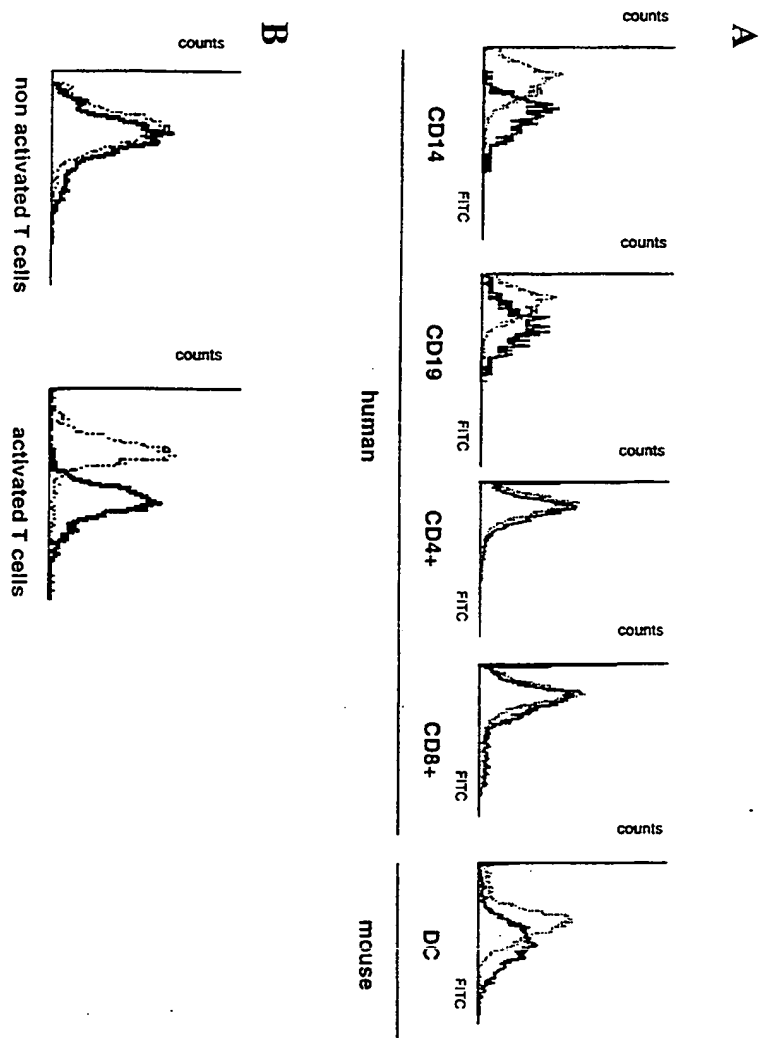 A
counts
counts
counts
counts
counts
FITC
FITC
FITC
FITC
FITC
CD14
CD19
CD4+
CD8+
DC
human
mouse
B
counts
counts
non activated T cells
activated T cells